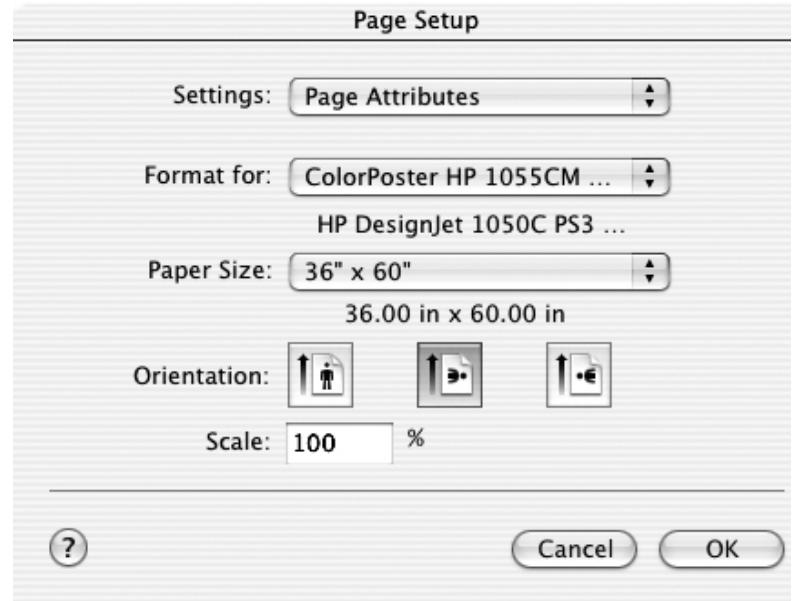 Page Setup
Settings: Page Attributes
Format for: ColorPoster HP 1055CM ...
HP DesignJet 1050C PS3 ...
Paper Size: 36" x 60"
36.00 in x 60.00 in
Orientation:
Scale: 100 %
? Cancel OK